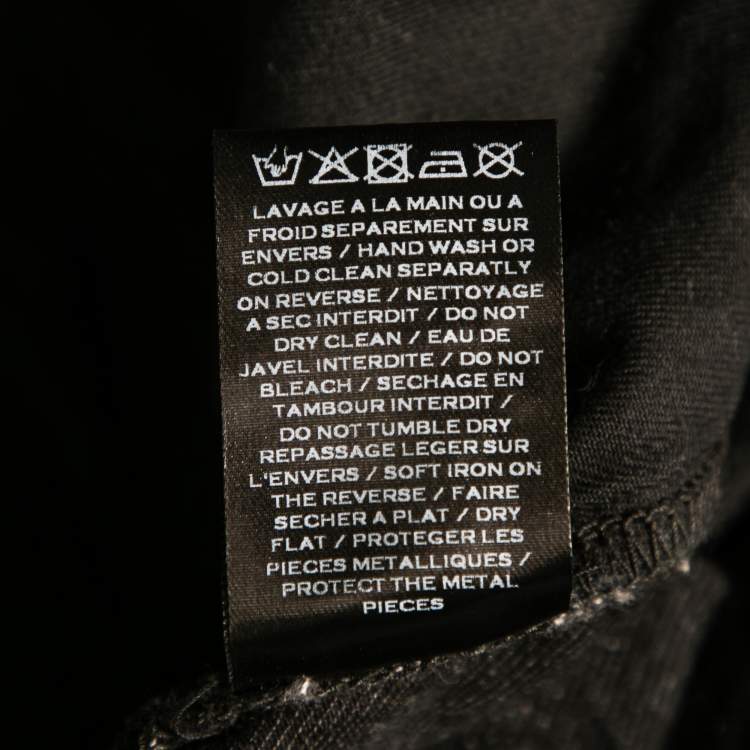 LAVAGE A LA MAIN OU A
FROID SEPAREMENT SUR
ENVERS / HAND WASH OR
COLD CLEAN SEPARATLY
ON REVERSE / NETTOYAGE
A SEC INTERDIT / DO NOT
DRY CLEAN / EAU DE
JAVEL INTERDITE / DO NOT
BLEACH / SECHAGE EN
TAMBOUR INTERDIT /
DO NOT TUMBLE DRY
REPASSAGE LEGER SUR
L'ENVERS / SOFT IRON ON
THE REVERSE / FAIRE
SECHER A PLAT / DRY
FLAT / PROTEGER LES
PIECES METALLIQUES /
PROTECT THE METAL
PIECES